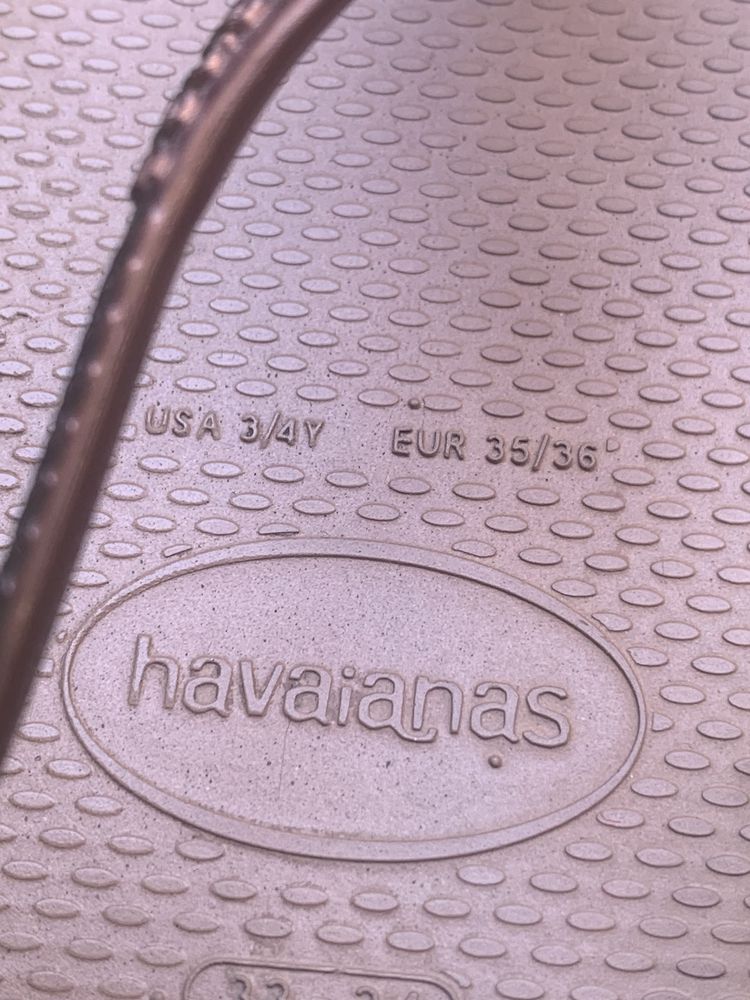 USA 3/4Y EUR 35/36
havaianas